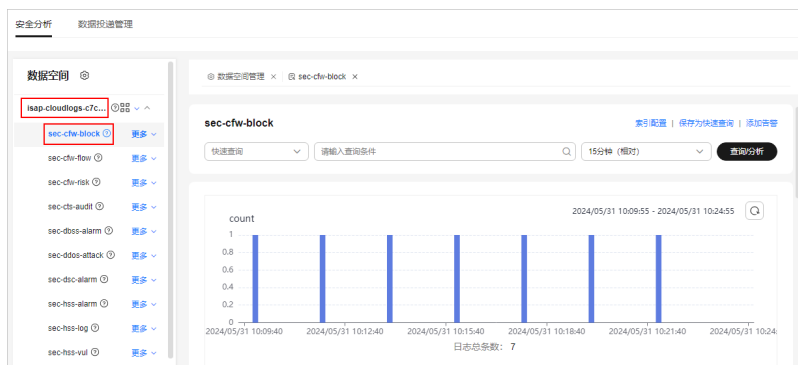 安全分析 数据投递管理
数据空间
数据空间管理 × sec-cfw-block ×
isap-cloudlogs-c7c...
sec-cfw-block 更多
sec-cfw-flow 更多
sec-cfw-risk 更多
sec-cts-audit 更多
sec-dbss-alarm 更多
sec-ddos-attack 更多
sec-dsc-alarm 更多
sec-hss-alarm 更多
sec-hss-log 更多
sec-hss-vul 更多
sec-cfw-block
索引配置 | 保存为快速查询 | 添加告警
快速查询 请输入查询条件 15分钟（相对） 查询/分析
2024/05/31 10:09:55 - 2024/05/31 10:24:55
count
1
0.8
0.6
0.4
0.2
0
2024/05/31 10:09:40 2024/05/31 10:12:40 2024/05/31 10:15:40 2024/05/31 10:18:40 2024/05/31 10:21:40 2024/05/31 10:24:
日志总条数： 7